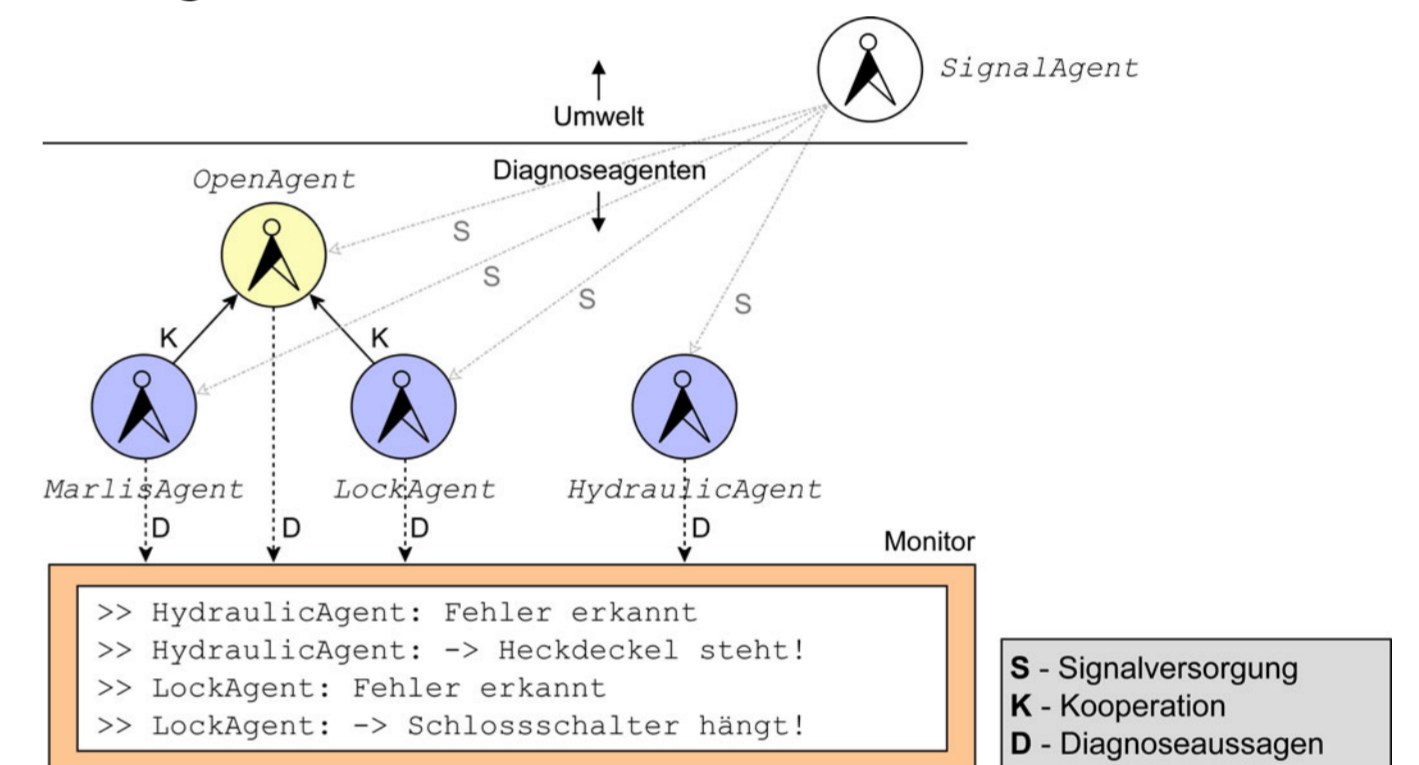 SignalAgent
Umwelt
Diagnoseagenten
OpenAgent
S
S
S
S
K
K
MarlisAgent
LockAgent
HydraulicAgent
D
D
D
D
Monitor
>> HydraulicAgent: Fehler erkannt
>> HydraulicAgent: -> Heckdeckel steht!
>> LockAgent: Fehler erkannt
>> LockAgent: -> Schlossschalter hängt!
S - Signalversorgung
K - Kooperation
D - Diagnoseaussagen